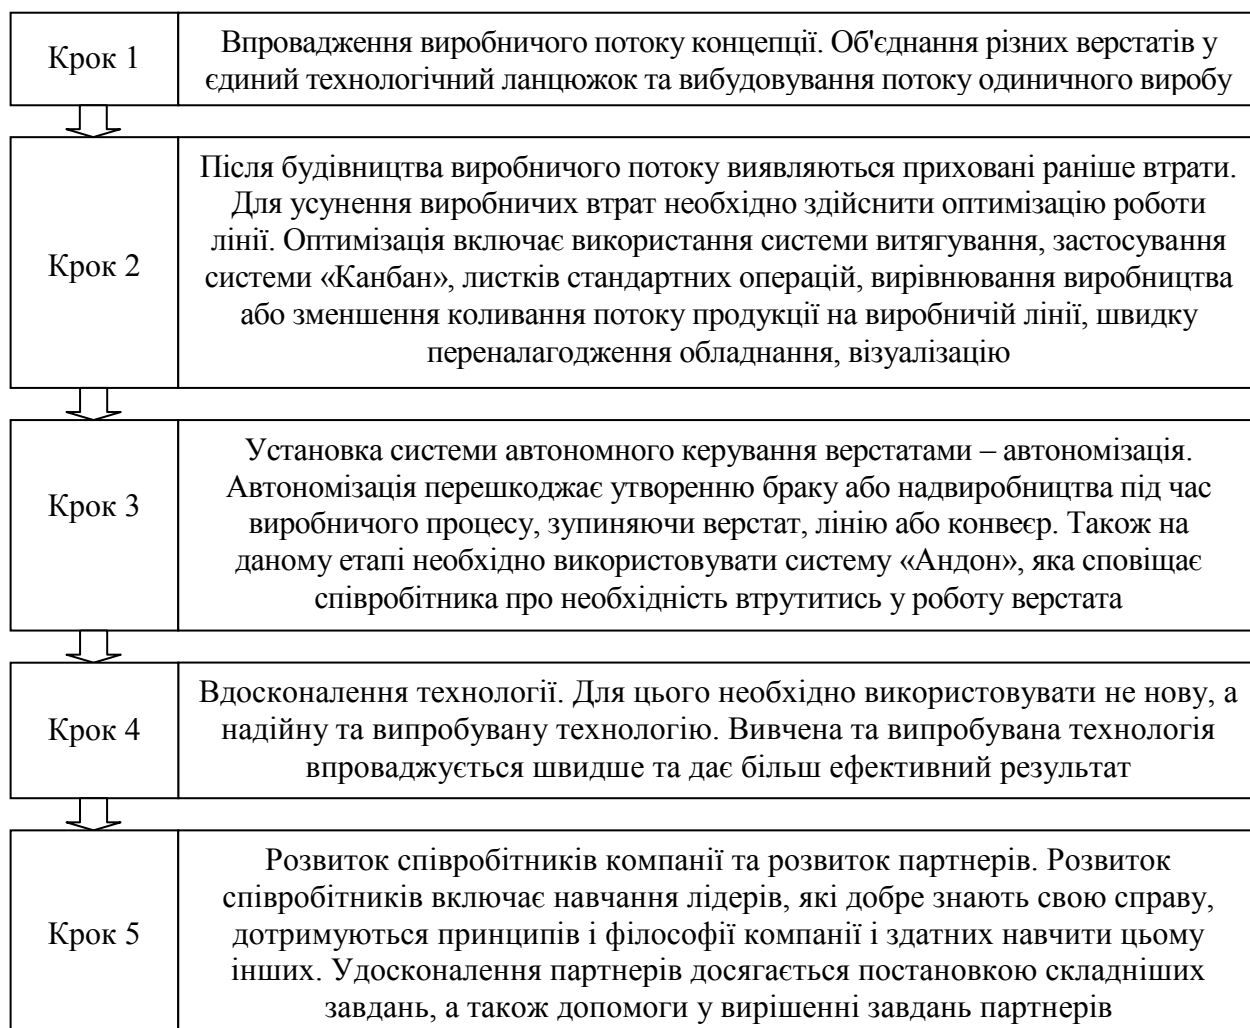 Крок 1
Впровадження виробничого потоку концепції. Об'єднання різних верстатів у
єдиний технологічний ланцюжок та вибудовування потоку одиничного виробу
Крок 2
Після будівництва виробничого потоку виявляються приховані раніше втрати.
Для усунення виробничих втрат необхідно здійснити оптимізацію роботи
лінії. Оптимізація включає використання системи витягування, застосування
системи «Канбан», листків стандартних операцій, вирівнювання виробництва
або зменшення коливання потоку продукції на виробничій лінії, швидку
переналагодження обладнання, візуалізацію
Крок 3
Установка системи автономного керування верстатами – автономізація.
Автономізація перешкоджає утворенню браку або надвиробництва під час
виробничого процесу, зупиняючи верстат, лінію або конвеєр. Також на
даному етапі необхідно використовувати систему «Андон», яка сповіщає
співробітника про необхідність втрутитись у роботу верстата
Крок 4
Вдосконалення технології. Для цього необхідно використовувати не нову, а
надійну та випробувану технологію. Вивчена та випробувана технологія
впроваджується швидше та дає більш ефективний результат
Крок 5
Розвиток співробітників компанії та розвиток партнерів. Розвиток
співробітників включає навчання лідерів, які добре знають свою справу,
дотримуються принципів і філософії компанії і здатних навчити цьому
інших. Удосконалення партнерів досягається постановкою складніших
завдань, а також допомоги у вирішенні завдань партнерів